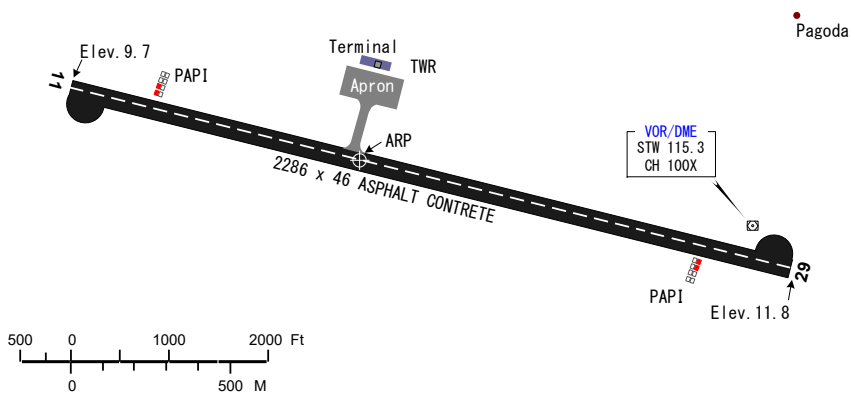 Pagoda
Terminal
Elev.9.7
TWR
11
PAPI
Apron
ARP
VOR/DME
STW 115.3
CH 100X
2286 x 46 ASPHALT CONTRETE
29
PAPI
Elev.11.8
500 0 1000 2000 Ft
0 500 M